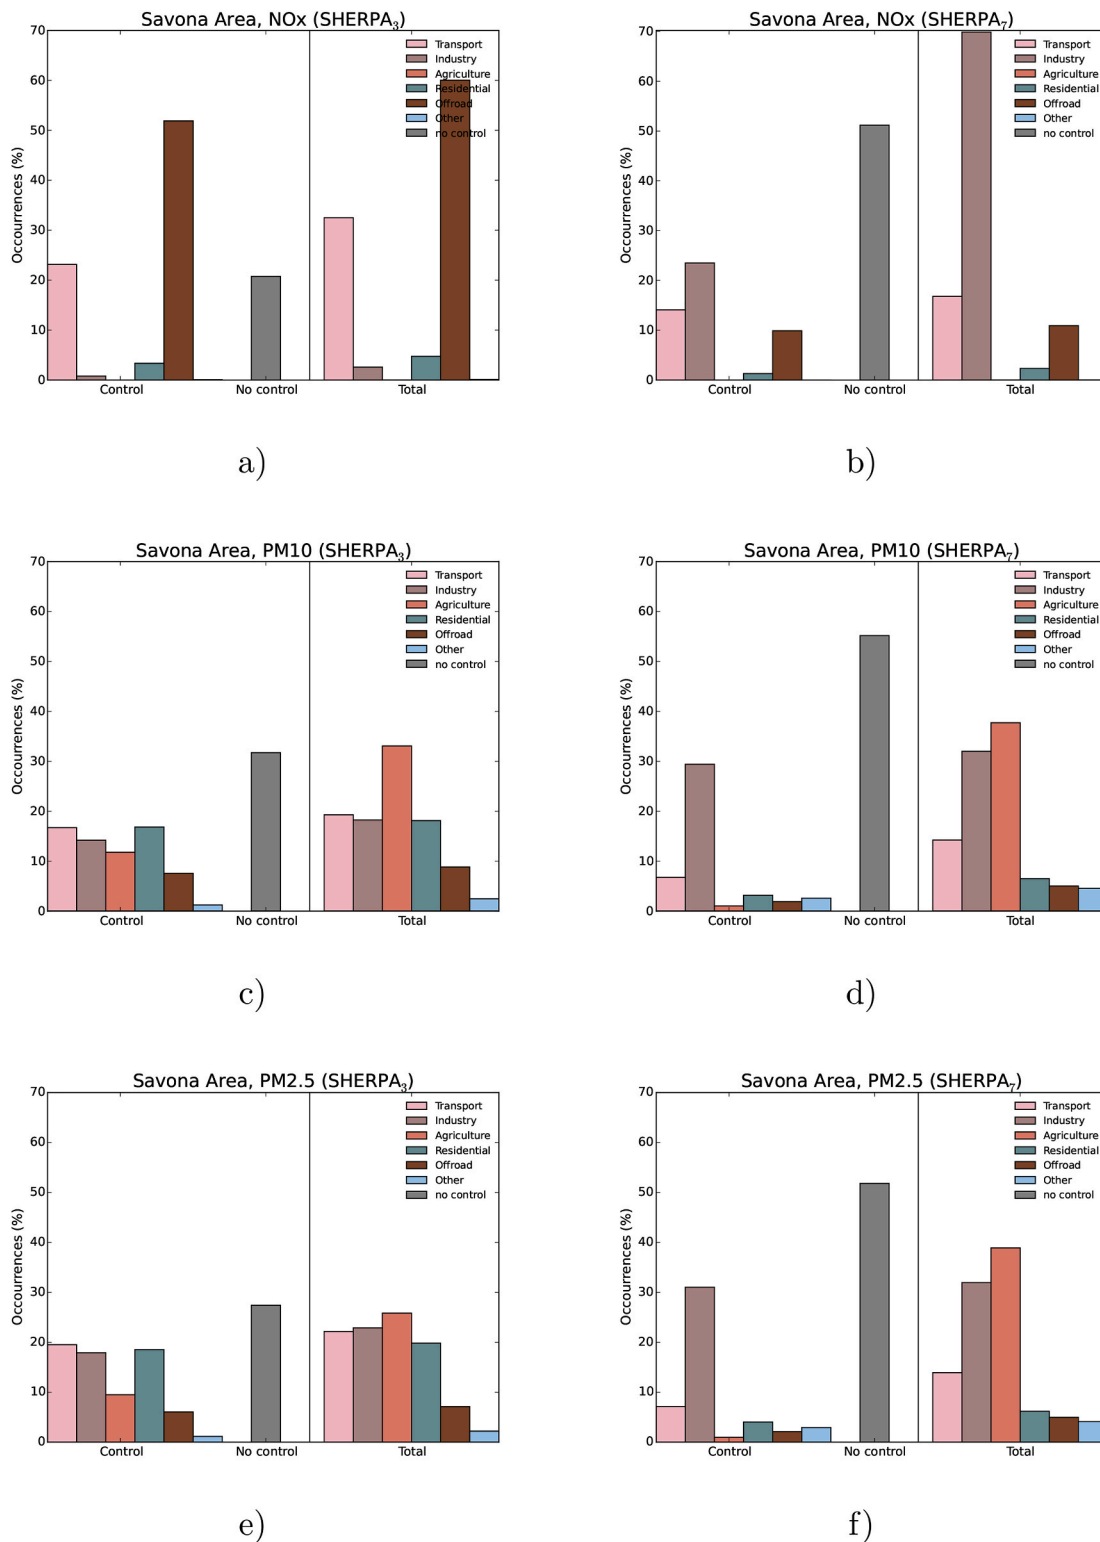 Savona Area, NOx (SHERPA₃)
70
60
50
40
30
20
10
0
Occourrences (%)
Transport
Industry
Agriculture
Residential
Offroad
Other
no control
Control
No control
Total
a)
Savona Area, NOx (SHERPA₇)
70
60
50
40
30
20
10
0
Occourrences (%)
Transport
Industry
Agriculture
Residential
Offroad
Other
no control
Control
No control
Total
b)
Savona Area, PM10 (SHERPA₃)
70
60
50
40
30
20
10
0
Occourrences (%)
Transport
Industry
Agriculture
Residential
Offroad
Other
no control
Control
No control
Total
c)
Savona Area, PM10 (SHERPA₇)
70
60
50
40
30
20
10
0
Occourrences (%)
Transport
Industry
Agriculture
Residential
Offroad
Other
no control
Control
No control
Total
d)
Savona Area, PM2.5 (SHERPA₃)
70
60
50
40
30
20
10
0
Occourrences (%)
Transport
Industry
Agriculture
Residential
Offroad
Other
no control
Control
No control
Total
e)
Savona Area, PM2.5 (SHERPA₇)
70
60
50
40
30
20
10
0
Occourrences (%)
Transport
Industry
Agriculture
Residential
Offroad
Other
no control
Control
No control
Total
f)